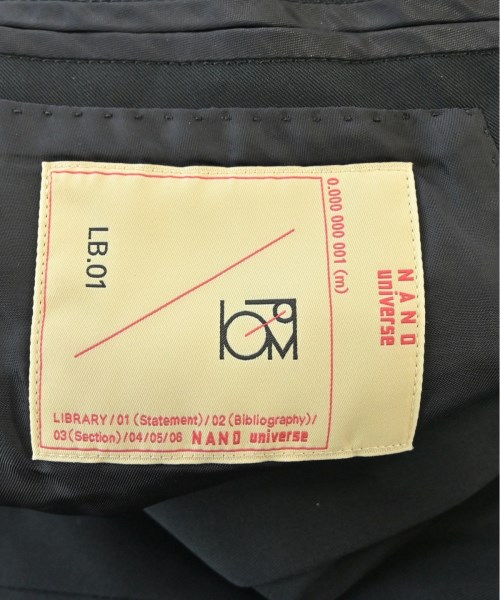 NANO
universe
0.000 000 001 (m)
LB.01
LIBRARY/01 (Statement)/02 (Bibliography)/
03 (Section)/04/05/06 NANO universe